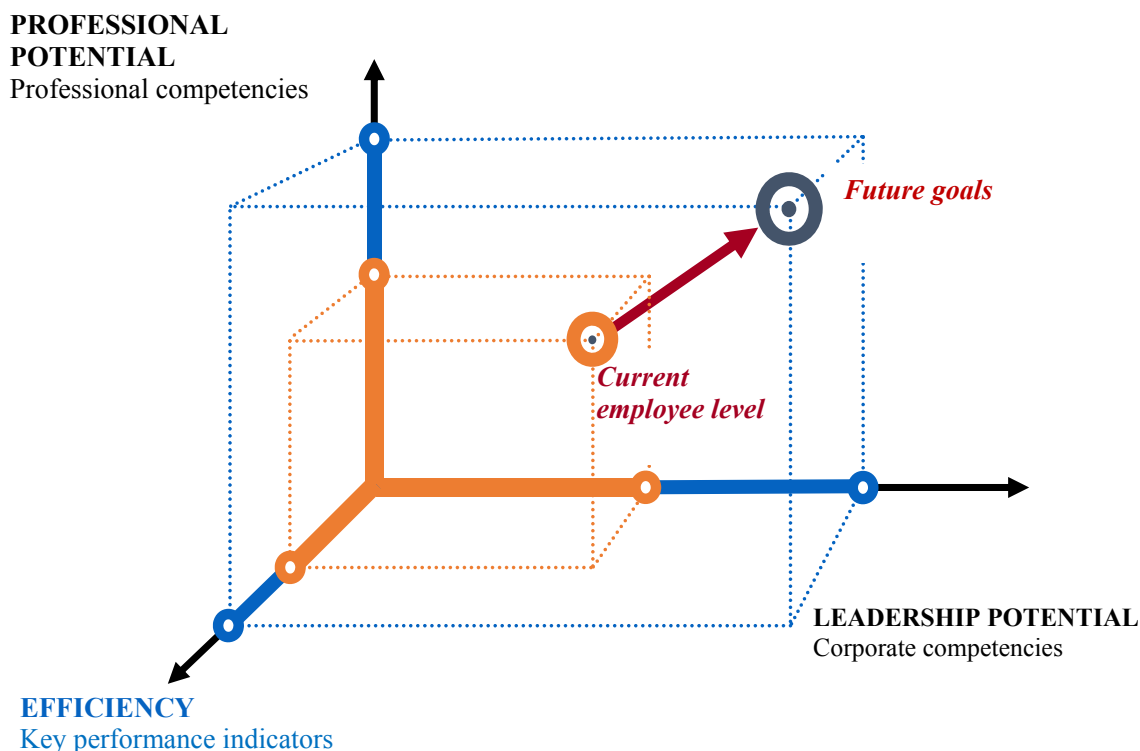 PROFESSIONAL
POTENTIAL
Professional competencies
Future goals
Current
employee level
LEADERSHIP POTENTIAL
Corporate competencies
EFFICIENCY
Key performance indicators